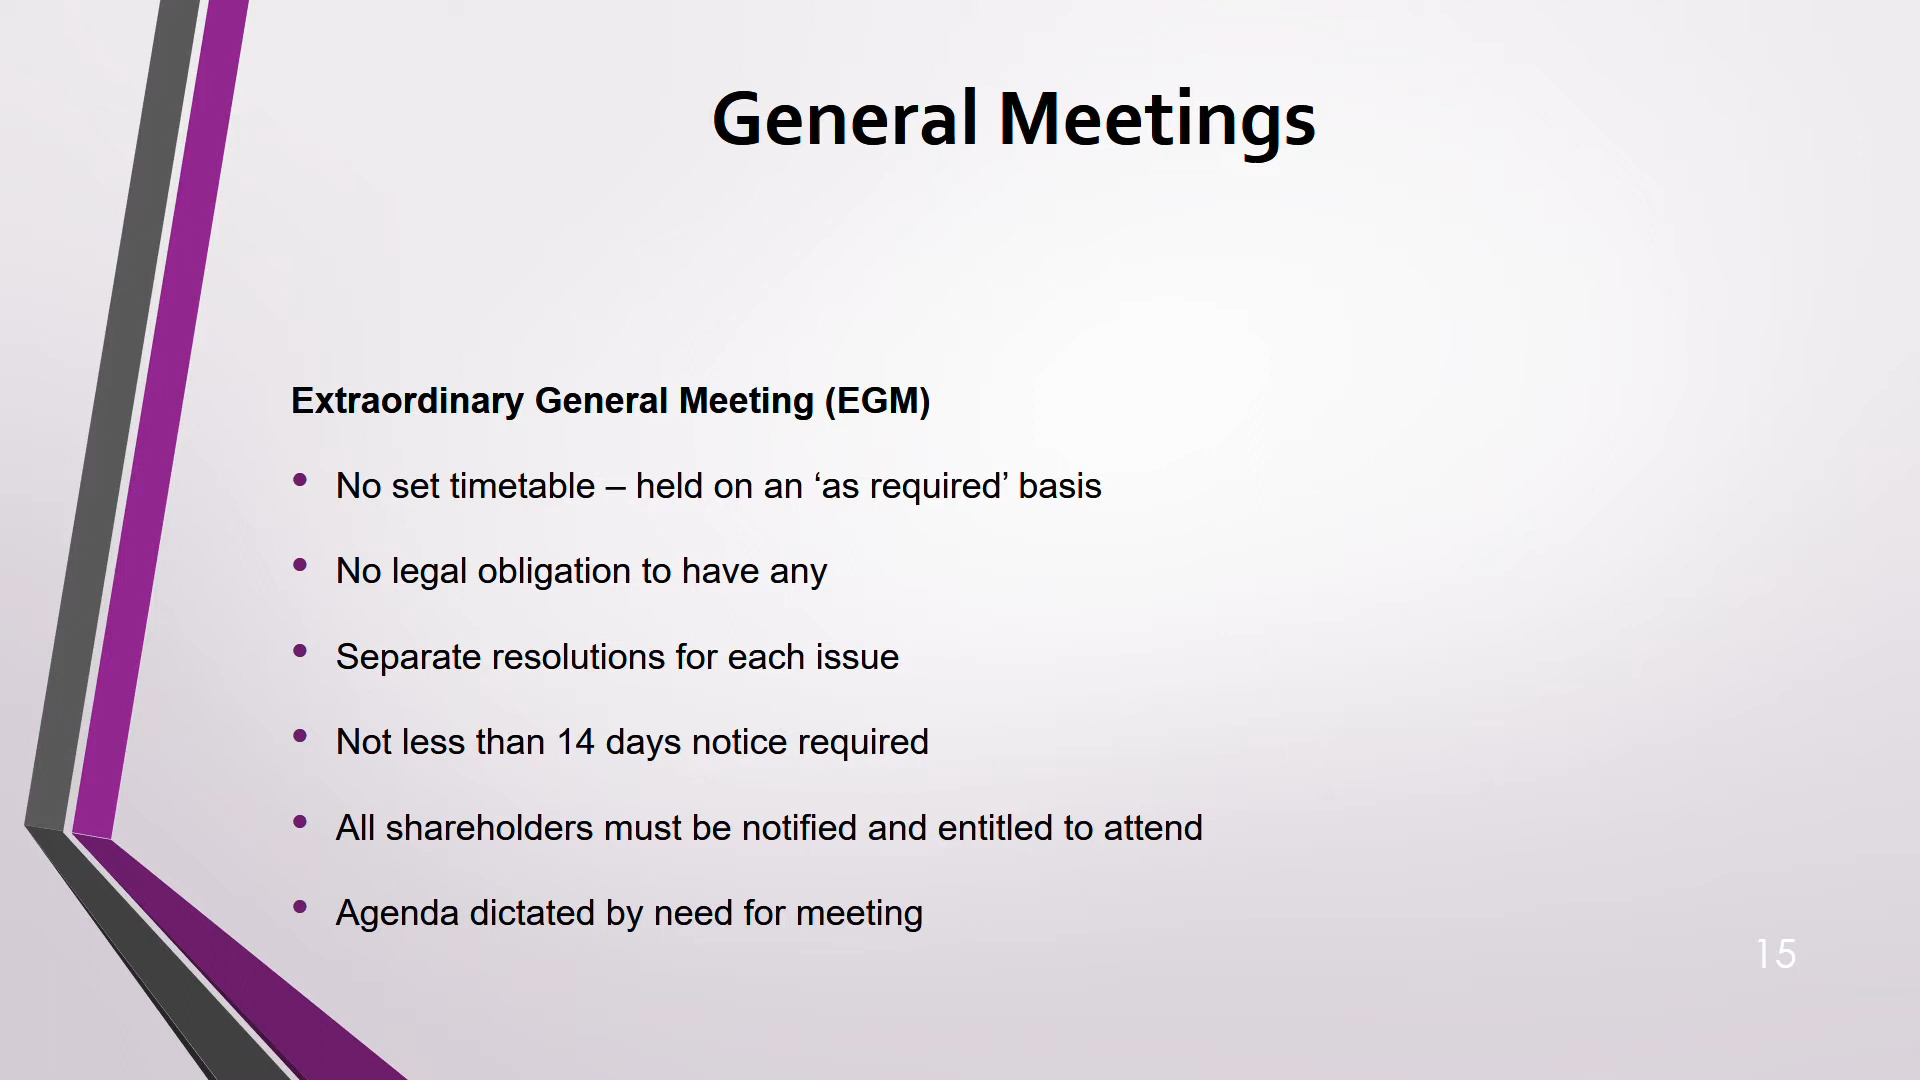 General Meetings
Extraordinary General Meeting (EGM)
• No set timetable – held on an ‘as required’ basis
• No legal obligation to have any
• Separate resolutions for each issue
• Not less than 14 days notice required
• All shareholders must be notified and entitled to attend
• Agenda dictated by need for meeting
15